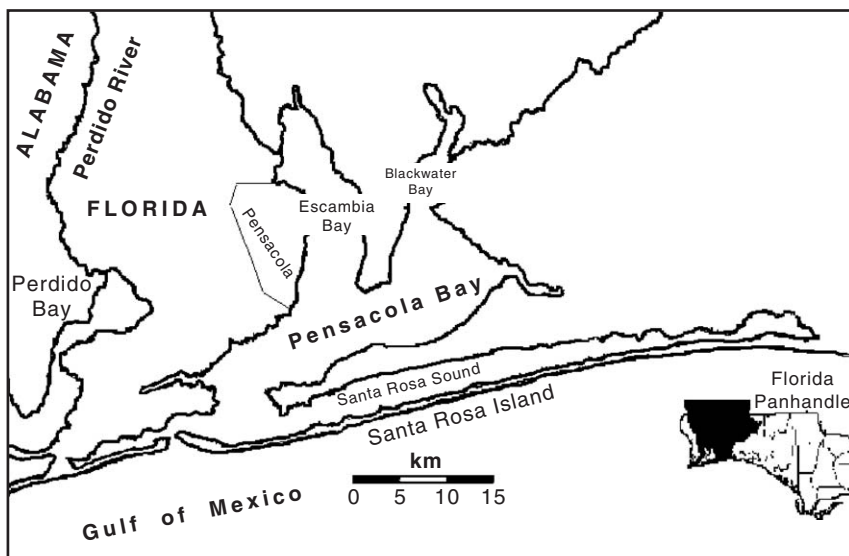 ALABAMA
Perdido River
Blackwater
Bay
FLORIDA
Pensacola
Escambia
Bay
Perdido
Bay
Pensacola Bay
Santa Rosa Sound
Santa Rosa Island
Florida
Panhandle
km
0 5 10 15
Gulf of Mexico